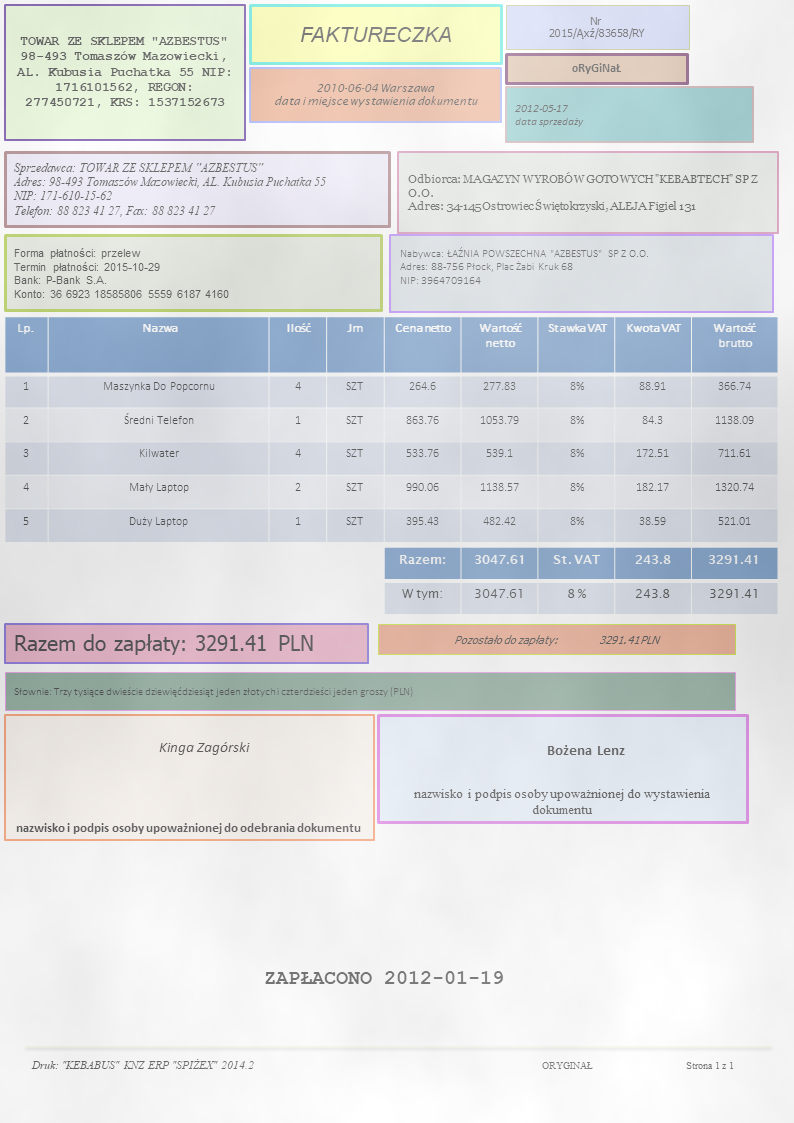 TOWAR ZE SKLEPEM "AZBESTUS"
98-493 Tomaszów Mazowiecki,
AL. Kubusia Puchatka 55 NIP:
1716101562, REGON:
277450721, KRS: 1537152673
FAKTURECZKA
2010-06-04 Warszawa
data i miejsce wystawienia dokumentu
Nr
2015/Ąxź/83658/RY
oRyGiNaŁ
2012-05-17
data sprzedaży
Sprzedawca: TOWAR ZE SKLEPEM "AZBESTUS"
Adres: 98-493 Tomaszów Mazowiecki, AL. Kubusia Puchatka 55
NIP: 171-610-15-62
Telefon: 88 823 41 27, Fax: 88 823 41 27
Odbiorca: MAGAZYN WYROBÓW GOTOWYCH "KEBABTECH" SP Z
O.O.
Adres: 34-145 Ostrowiec Świętokrzyski, ALEJA Figiel 131
Forma płatności: przelew
Termin płatności: 2015-10-29
Bank: P-Bank S.A.
Konto: 36 6923 18585806 5559 6187 4160
Nabywca: ŁAŹNIA POWSZECHNA "AZBESTUS" SP Z O.O.
Adres: 88-756 Płock, Plac Żabi Kruk 68
NIP: 3964709164
Lp. Nazwa Ilość Jm Cena netto Wartość netto Stawka VAT Kwota VAT Wartość brutto
1 Maszynka Do Popcornu 4 SZT 264.6 277.83 8% 88.91 366.74
2 Średni Telefon 1 SZT 863.76 1053.79 8% 84.3 1138.09
3 Kilwater 4 SZT 533.76 539.1 8% 172.51 711.61
4 Mały Laptop 2 SZT 990.06 1138.57 8% 182.17 1320.74
5 Duży Laptop 1 SZT 395.43 482.42 8% 38.59 521.01
Razem: 3047.61 St. VAT 243.8 3291.41
W tym: 3047.61 8 % 243.8 3291.41
Razem do zapłaty: 3291.41 PLN
Pozostało do zapłaty: 3291.41 PLN
Słownie: Trzy tysiące dwieście dziewięćdziesiąt jeden złotych i czterdzieści jeden groszy (PLN)
Kinga Zagórski
nazwisko i podpis osoby upoważnionej do odebrania dokumentu
Bożena Lenz
nazwisko i podpis osoby upoważnionej do wystawienia
dokumentu
ZAPŁACONO 2012-01-19
Druk: "KEBABUS" KNZ ERP "SPIŻEX" 2014.2 ORYGINAŁ Strona 1 z 1